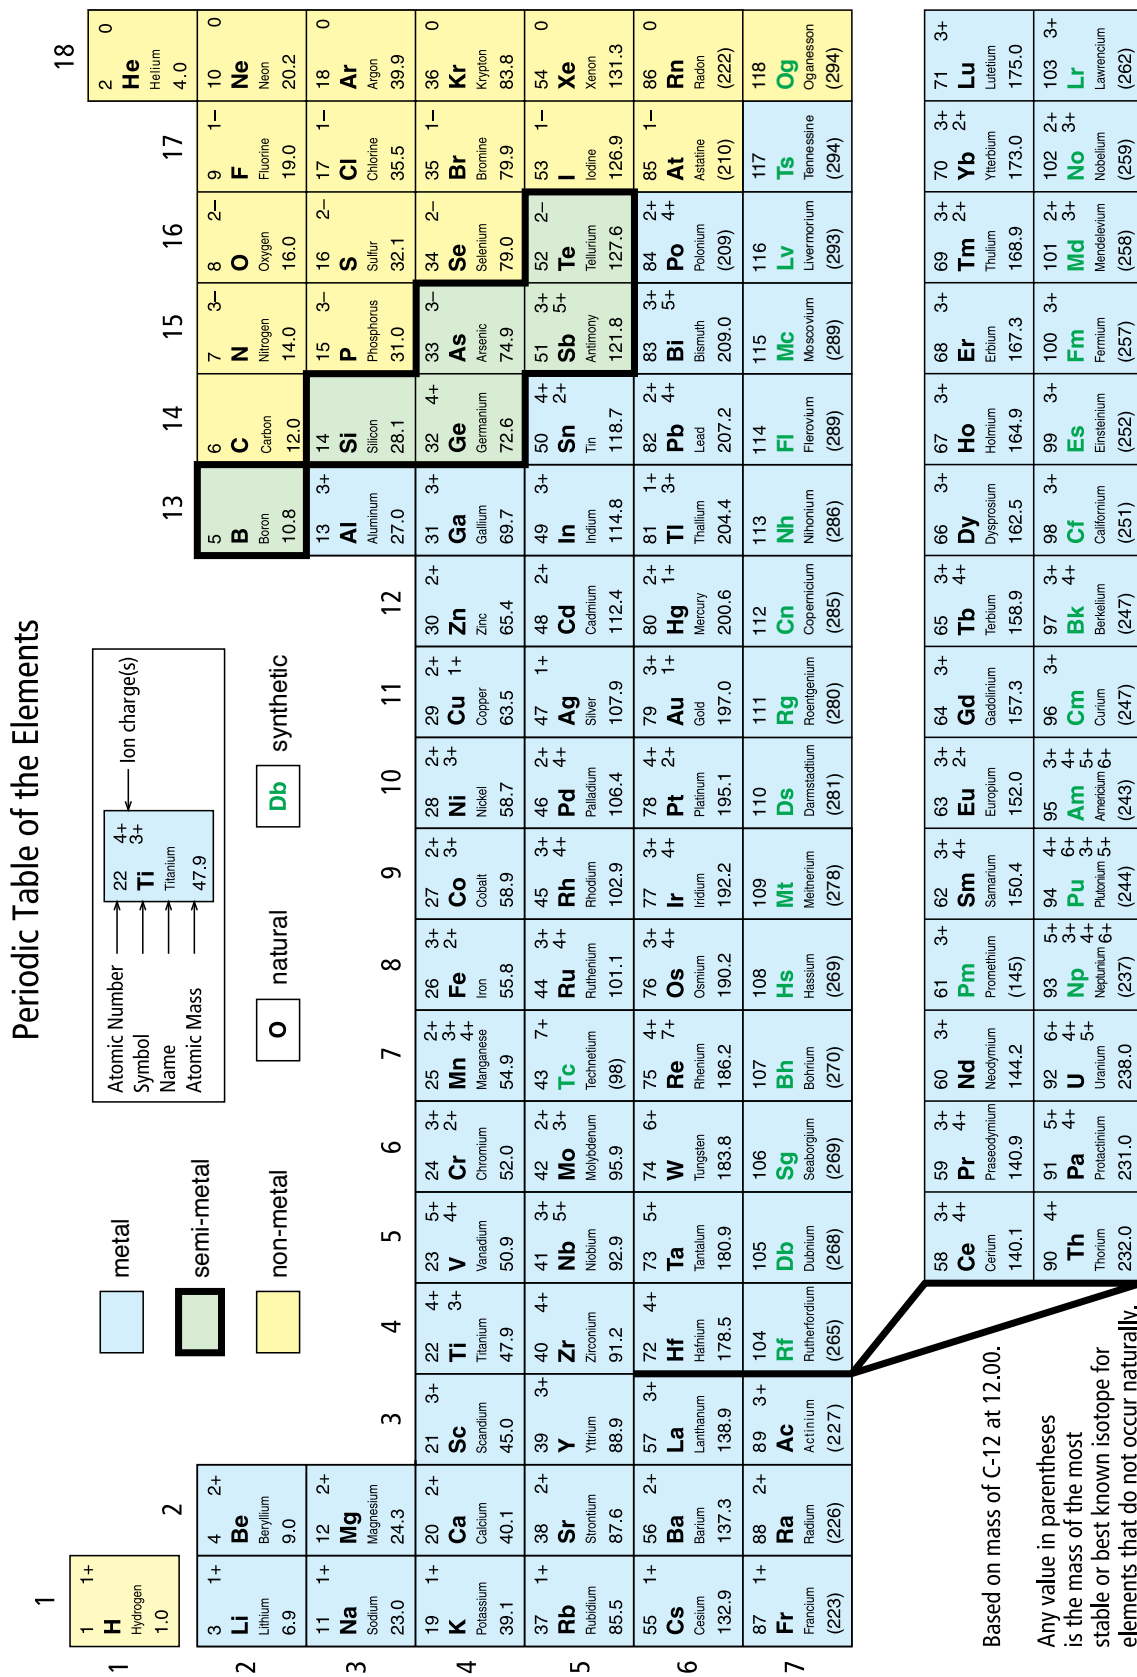 Periodic Table of the Elements
Atomic Number
Symbol
Name
Atomic Mass
22 4+
Ti 3+
Titanium
47.9
Ion charge(s)
metal
semi-metal
non-metal
O natural
Db synthetic
1 2 3 4 5 6 7 8 9 10 11 12 13 14 15 16 17 18
1
1 1+ H Hydrogen 1.0
2 0 He Helium 4.0
2
3 1+ Li Lithium 6.9
4 2+ Be Beryllium 9.0
5 B Boron 10.8
6 C Carbon 12.0
7 3– N Nitrogen 14.0
8 2– O Oxygen 16.0
9 1– F Fluorine 19.0
10 0 Ne Neon 20.2
3
11 1+ Na Sodium 23.0
12 2+ Mg Magnesium 24.3
13 3+ Al Aluminum 27.0
14 Si Silicon 28.1
15 3– P Phosphorus 31.0
16 2– S Sulfur 32.1
17 1– Cl Chlorine 35.5
18 0 Ar Argon 39.9
4
19 1+ K Potassium 39.1
20 2+ Ca Calcium 40.1
21 3+ Sc Scandium 45.0
22 4+ Ti 3+ Titanium 47.9
23 5+ V 4+ Vanadium 50.9
24 3+ Cr 2+ Chromium 52.0
25 2+ Mn 3+ 4+ Manganese 54.9
26 3+ Fe 2+ Iron 55.8
27 2+ Co 3+ Cobalt 58.9
28 2+ Ni 3+ Nickel 58.7
29 2+ Cu 1+ Copper 63.5
30 2+ Zn Zinc 65.4
31 3+ Ga Gallium 69.7
32 4+ Ge Germanium 72.6
33 3– As Arsenic 74.9
34 2– Se Selenium 79.0
35 1– Br Bromine 79.9
36 0 Kr Krypton 83.8
5
37 1+ Rb Rubidium 85.5
38 2+ Sr Strontium 87.6
39 3+ Y Yttrium 88.9
40 4+ Zr Zirconium 91.2
41 3+ Nb 5+ Niobium 92.9
42 2+ Mo 3+ Molybdenum 95.9
43 7+ Tc Technetium (98)
44 3+ Ru 4+ Ruthenium 101.1
45 3+ Rh 4+ Rhodium 102.9
46 2+ Pd 4+ Palladium 106.4
47 1+ Ag Silver 107.9
48 2+ Cd Cadmium 112.4
49 3+ In Indium 114.8
50 4+ Sn 2+ Tin 118.7
51 3+ Sb 5+ Antimony 121.8
52 2– Te Tellurium 127.6
53 1– I Iodine 126.9
54 0 Xe Xenon 131.3
6
55 1+ Cs Cesium 132.9
56 2+ Ba Barium 137.3
57 3+ La Lanthanum 138.9
72 4+ Hf Hafnium 178.5
73 5+ Ta Tantalum 180.9
74 6+ W Tungsten 183.8
75 4+ Re 7+ Rhenium 186.2
76 3+ Os 4+ Osmium 190.2
77 3+ Ir 4+ Iridium 192.2
78 4+ Pt 2+ Platinum 195.1
79 3+ Au 1+ Gold 197.0
80 2+ Hg 1+ Mercury 200.6
81 1+ Tl 3+ Thallium 204.4
82 2+ Pb 4+ Lead 207.2
83 3+ Bi 5+ Bismuth 209.0
84 2+ Po 4+ Polonium (209)
85 1– At Astatine (210)
86 0 Rn Radon (222)
7
87 1+ Fr Francium (223)
88 2+ Ra Radium (226)
89 3+ Ac Actinium (227)
104 Rf Rutherfordium (265)
105 Db Dubnium (268)
106 Sg Seaborgium (269)
107 Bh Bohrium (270)
108 Hs Hassium (269)
109 Mt Meitnerium (278)
110 Ds Darmstadtium (281)
111 Rg Roentgenium (280)
112 Cn Copernicium (285)
113 Nh Nihonium (286)
114 Fl Flerovium (289)
115 Mc Moscovium (289)
116 Lv Livermorium (293)
117 Ts Tennessine (294)
118 Og Oganesson (294)
58 3+ Ce 4+ Cerium 140.1
59 3+ Pr 4+ Praseodymium 140.9
60 3+ Nd Neodymium 144.2
61 3+ Pm Promethium (145)
62 3+ Sm 4+ Samarium 150.4
63 3+ Eu 2+ Europium 152.0
64 3+ Gd Gadolinium 157.3
65 3+ Tb 4+ Terbium 158.9
66 3+ Dy Dysprosium 162.5
67 3+ Ho Holmium 164.9
68 3+ Er Erbium 167.3
69 3+ Tm 2+ Thulium 168.9
70 3+ Yb 2+ Ytterbium 173.0
71 3+ Lu Lutetium 175.0
90 4+ Th Thorium 232.0
91 5+ Pa 4+ Protactinium 231.0
92 6+ U 4+ 5+ Uranium 238.0
93 5+ Np 3+ 4+ Neptunium 6+ (237)
94 4+ Pu 6+ 3+ Plutonium 5+ (244)
95 3+ Am 4+ 5+ Americium 6+ (243)
96 3+ Cm Curium (247)
97 3+ Bk 4+ Berkelium (247)
98 3+ Cf Californium (251)
99 3+ Es Einsteinium (252)
100 3+ Fm Fermium (257)
101 2+ Md 3+ Mendelevium (258)
102 2+ No 3+ Nobelium (259)
103 3+ Lr Lawrencium (262)
Based on mass of C-12 at 12.00.
Any value in parentheses
is the mass of the most
stable or best known isotope for
elements that do not occur naturally.